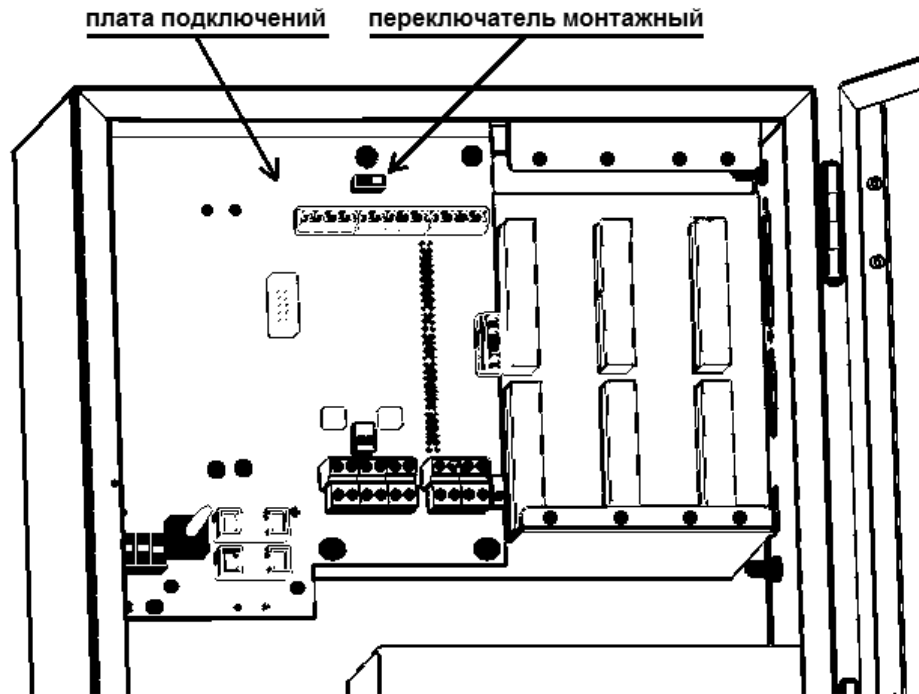 плата подключений
переключатель монтажный